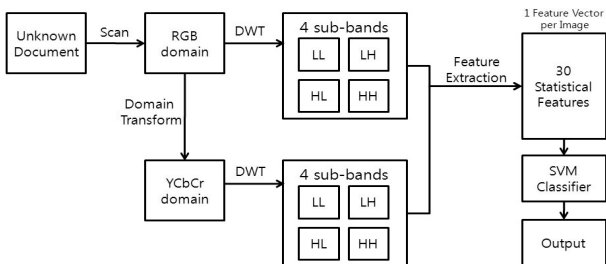 1 Feature Vector
per Image
Unknown
Document
Scan
RGB
domain
DWT
4 sub-bands
LL
LH
HL
HH
Feature
Extraction
30
Statistical
Features
Domain
Transform
YCbCr
domain
DWT
4 sub-bands
LL
LH
HL
HH
SVM
Classifier
Output